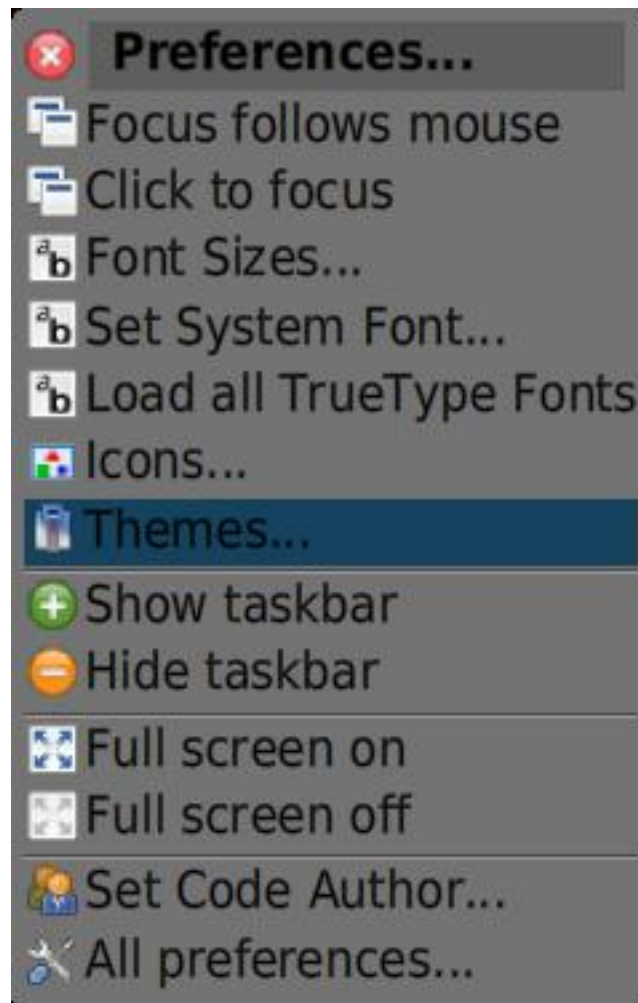 Preferences...
Focus follows mouse
Click to focus
Font Sizes...
Set System Font...
Load all TrueType Fonts
Icons...
Themes...
Show taskbar
Hide taskbar
Full screen on
Full screen off
Set Code Author...
All preferences...